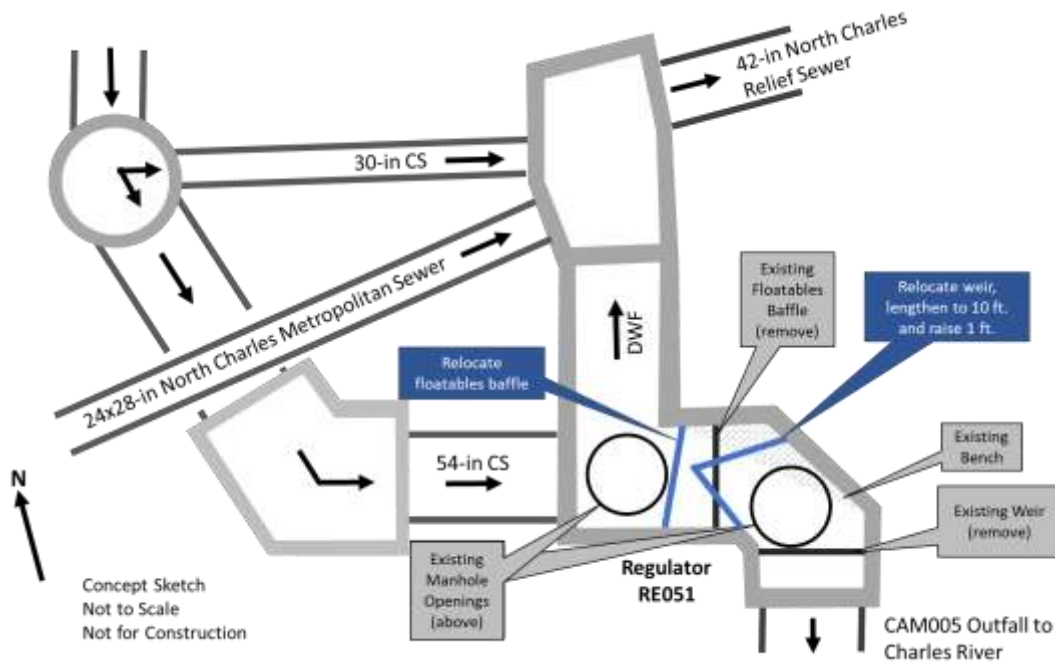 42-in North Charles
Relief Sewer
30-in CS
24x28-in North Charles Metropolitan Sewer
Existing
Floatables
Baffle
(remove)
Relocate weir,
lengthen to 10 ft.
and raise 1 ft.
DWF
Relocate
floatables baffle
Existing
Bench
54-in CS
N
Existing Weir
(remove)
Existing
Manhole
Openings
(above)
Regulator
RE051
Concept Sketch
Not to Scale
Not for Construction
CAM005 Outfall to
Charles River